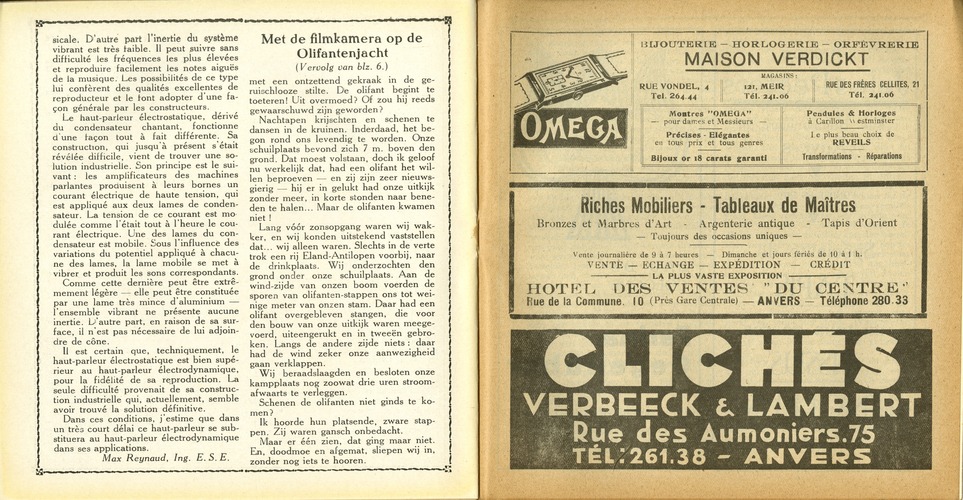 sicale. D'autre part l'inertie du système
vibrant est très faible. Il peut suivre sans
difficulté les fréquences les plus élevées
et reproduire facilement les notes aiguës
de la musique. Les possibilités de ce type
lui confèrent des qualités excellentes de
reproducteur et le font adopter d'une fa-
çon générale par les constructeurs.
Le haut-parleur électrostatique, dérivé
du condensateur chantant, fonctionne
d'une façon tout à fait différente. Sa
construction, qui jusqu'à présent s'était
révélée difficile, vient de trouver une so-
lution industrielle. Son principe est le sui-
vant : les amplificateurs des machines
parlantes produisent à leurs bornes un
courant électrique de haute tension, qui
est appliqué aux deux lames de conden-
sateur. La tension de ce courant est mo-
dulée comme l'était tout à l'heure le cou-
rant électrique. Une des lames du con-
densateur est mobile. Sous l'influence des
variations du potentiel appliqué à chacu-
ne des lames, la lame mobile se met à
vibrer et produit les sons correspondants.
Comme cette dernière peut être extrê-
mement légère — elle peut être constituée
par une lame très mince d'aluminium —
l'ensemble vibrant ne présente aucune
inertie. D'autre part, en raison de sa sur-
face, il n'est pas nécessaire de lui adjoin-
dre de cône.
Il est certain que, techniquement, le
haut-parleur électrostatique est bien supé-
rieur au haut-parleur électrodynamique,
pour la fidélité de sa reproduction. La
seule difficulté provenait de sa construc-
tion industrielle qui, actuellement, semble
avoir trouvé la solution définitive.
Dans ces conditions, j'estime que dans
un très court délai ce haut-parleur se sub-
stituera au haut-parleur électrodynamique
dans ses applications.
Max Reynaud, Ing. E. S. E.
Met de filmkamera op de
Olifantenjacht
(Vervolg van blz. 6.)
met een ontzettend gekraak in de ge-
ruischlooze stilte. De olifant begint te
toeteren! Uit overmoed? Of zou hij reeds
gewaarschuwd zijn geworden?
Nachtapen krijschten en schenen te
dansen in de kruinen. Inderdaad, het be-
gon rond ons levendig te worden. Onze
schuilplaats bevond zich 7 m. boven den
grond. Dat moest volstaan, doch ik geloof
nu werkelijk dat, had een olifant het wil-
len beproeven — en zij zijn zeer nieuws-
gierig — hij er in gelukt had onze uitkijk
zonder meer, in korte stonden naar bene-
den te halen... Maar de olifanten kwamen
niet !
Lang vóór zonsopgang waren wij wak-
ker, en wij konden uitstekend vaststellen
dat... wij alleen waren. Slechts in de verte
trok een rij Eland-Antilopen voorbij, naar
de drinkplaats. Wij onderzochten den
grond onder onze schuilplaats. Aan de
wind-zijde van onzen boom voerden de
sporen van olifanten-stappen ons tot wei-
nige meter van onzen stam. Daar had een
olifant overgebleven stangen, die voor
den bouw van onze uitkijk waren meege-
voerd, uiteengerukt en in tweeën gebro-
ken. Langs de andere zijde niets : daar
had de wind zeker onze aanwezigheid
gaan verklappen.
Wij beraadslaagden en besloten onze
kampplaats nog zoowat drie uren stroom-
afwaarts te verleggen.
Schenen de olifanten niet ginds te ko-
men?
Ik hoorde hun platsende, zware stap-
pen. Zij waren gansch onbedacht.
Maar er één zien, dat ging maar niet.
En, doodmoe en afgemat, sliepen wij in,
zonder nog iets te hooren.
OMEGA
BIJOUTERIE — HORLOGERIE — ORFÈVRERIE
MAISON VERDICKT
MAGASINS :
RUE VONDEL, 4
Tel. 264.44
121, MEIR
Tél. 241.06
RUE DES FRÈRES CELLITES, 21
Tél. 241.06
Montres "OMEGA"
— pour dames et Messieurs —
Précises - Elégantes
en tous prix et tous genres
Bijoux or 18 carats garanti
Pendules & Horloges
à Carillon Westminster
Le plus beau choix de
REVEILS
Transformations - Réparations
Riches Mobiliers - Tableaux de Maîtres
Bronzes et Marbres d'Art - Argenterie antique - Tapis d'Orient
— Toujours des occasions uniques —
Vente journalière de 9 à 7 heures — Dimanche et jours fériés de 10 à 1 h.
VENTE — ECHANGE — EXPÉDITION — CRÉDIT
LA PLUS VASTE EXPOSITION
HOTEL DES VENTES "DU CENTRE"
Rue de la Commune, 10 (Près Gare Centrale) — ANVERS — Téléphone 280.33
CLICHÉS
VERBEECK & LAMBERT
Rue des Aumoniers.75
TÉL:261.38 – ANVERS